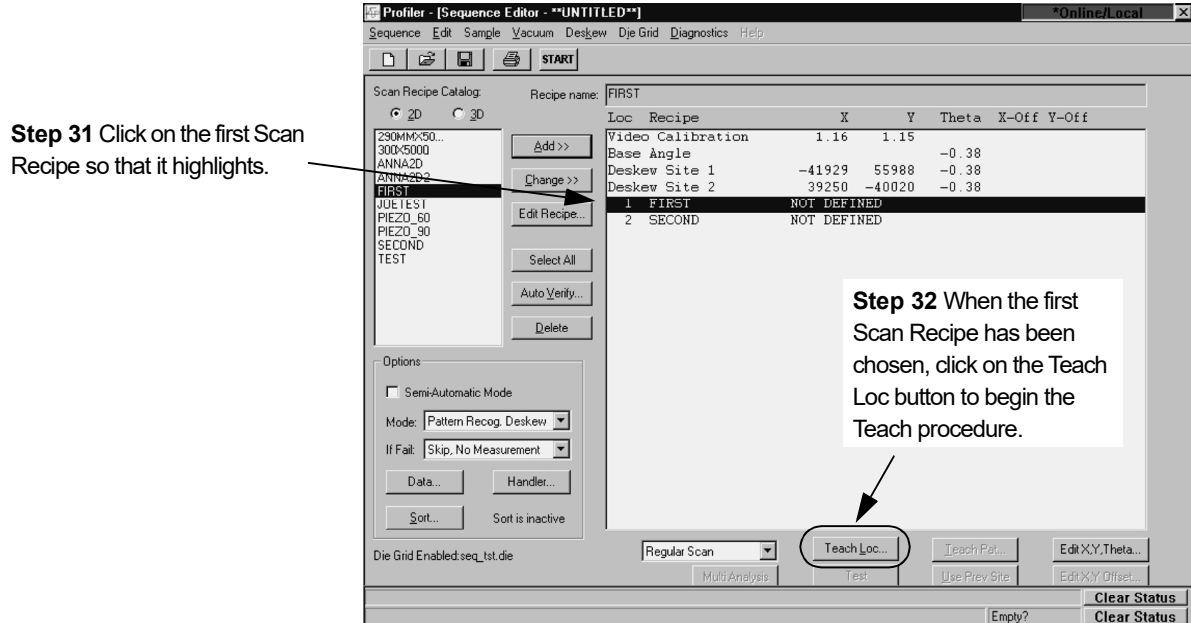 Profiler - [Sequence Editor - **UNTITLED**]
*Online/Local
Sequence Edit Sample Vacuum Deskew Die Grid Diagnostics Help
START
Scan Recipe Catalog:
2D 3D
Recipe name: FIRST
Loc Recipe X Y Theta X-Off Y-Off
Video Calibration 1.16 1.15
Base Angle -0.38
Deskew Site 1 -41929 55988 -0.38
Deskew Site 2 39250 -40020 -0.38
1 FIRST NOT DEFINED
2 SECOND NOT DEFINED
290MMX50...
300X5000
ANNA2D
ANNA2D2
FIRST
JOETEST
PIEZO_60
PIEZO_90
SECOND
TEST
Add >>
Change >>
Edit Recipe...
Select All
Auto Verify...
Delete
Step 31 Click on the first Scan
Recipe so that it highlights.
Step 32 When the first
Scan Recipe has been
chosen, click on the Teach
Loc button to begin the
Teach procedure.
Options
Semi-Automatic Mode
Mode: Pattern Recog. Deskew
If Fail: Skip, No Measurement
Data... Handler...
Sort... Sort is inactive
Die Grid Enabled:seq_tst.die
Regular Scan Teach Loc... Teach Pat... Edit X,Y,Theta...
Multi Analysis Test Use Prev Site Edit X,Y Offset...
Clear Status
Empty? Clear Status